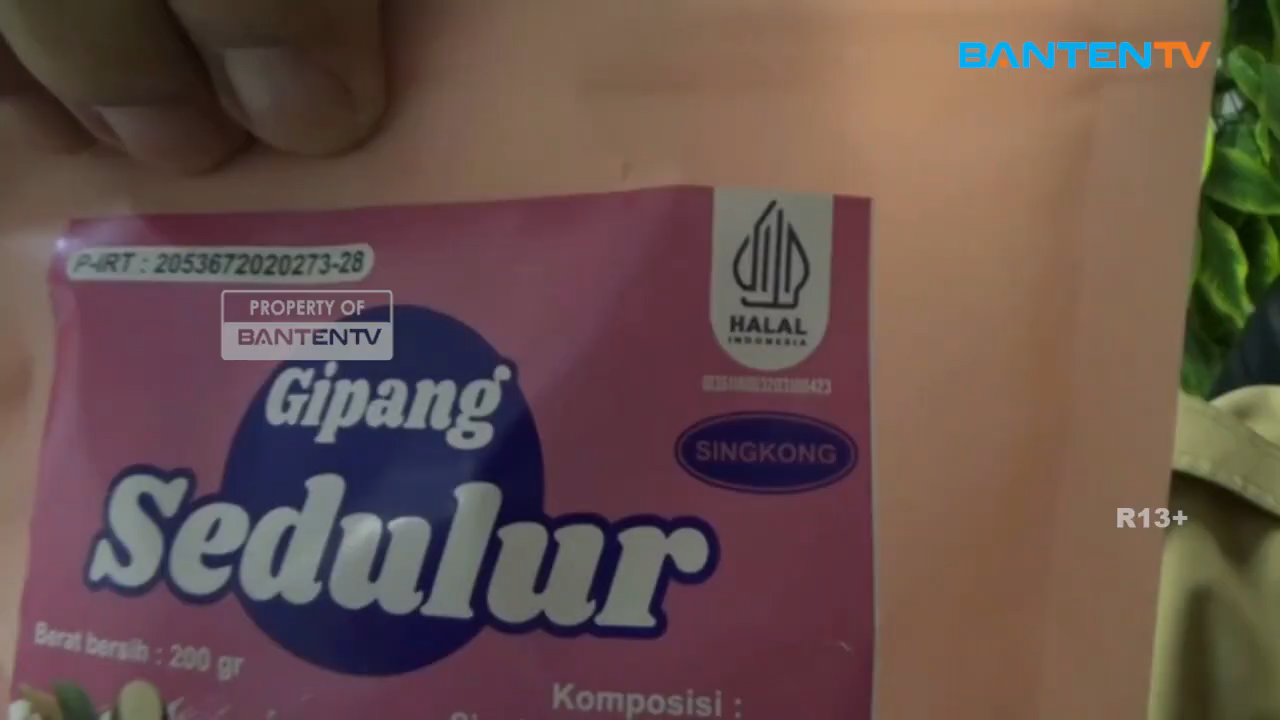 BANTENTV
P-IRT : 2053672020273-28
PROPERTY OF
BANTENTV
HALAL
INDONESIA
Gipang
SINGKONG
Sedulur
R13+
Berat bersih : 200 gr
Komposisi :